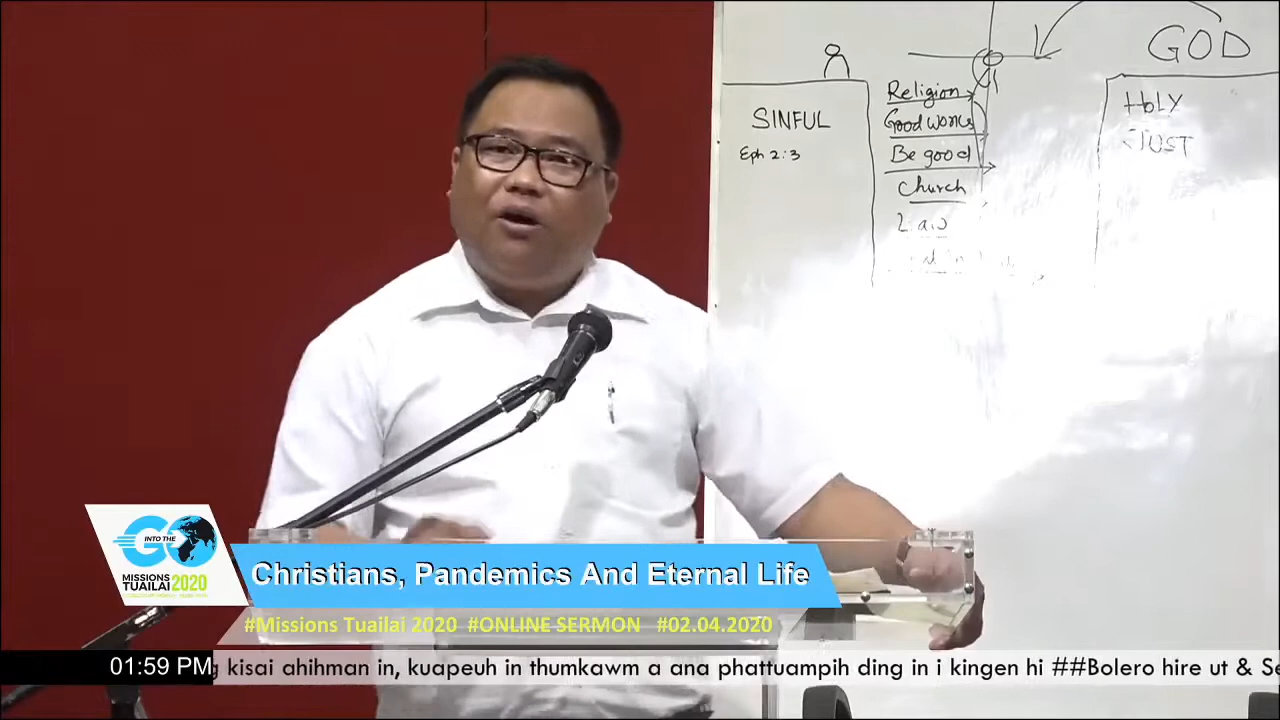 GOD
Religion
Good works
Be good
Church
Law
SINFUL
Eph 2:3
HOLY
JUST
GO
INTO THE
MISSIONS
TUAILAI 2020
Christians, Pandemics And Eternal Life
#Missions Tuailai 2020 #ONLINE SERMON #02.04.2020
01:59 PM
kisai ahihman in, kuapeuh in thumkawm a ana phattuampih ding in i kingen hi ##Bolero hire ut & Se